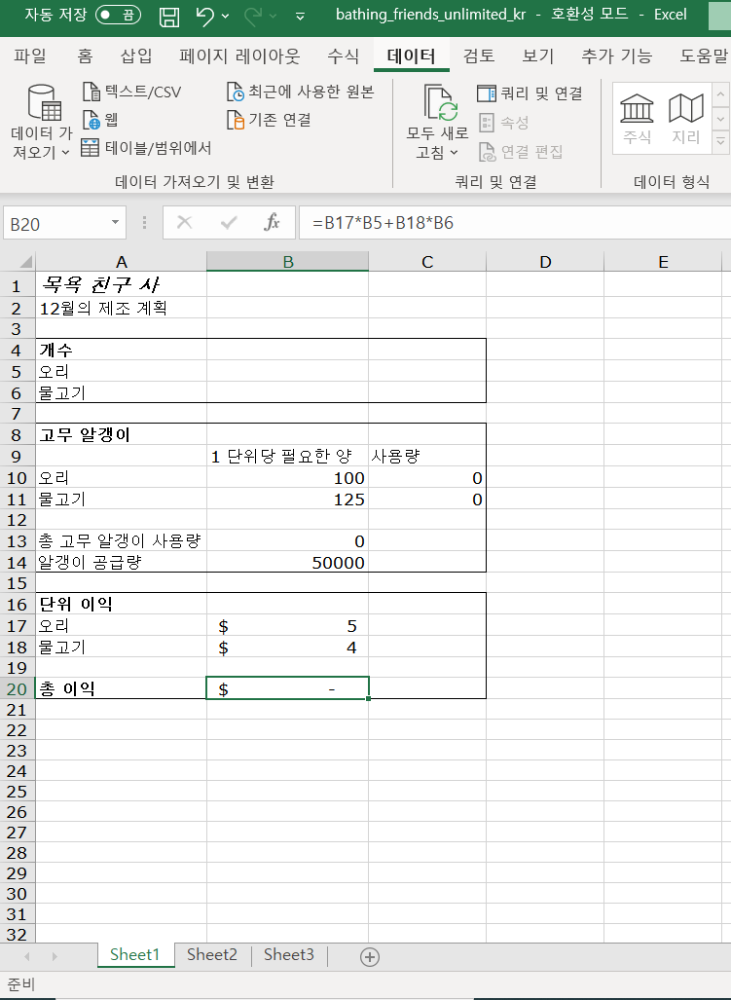 자동 저장 끔 bathing_friends_unlimited_kr - 호환성 모드 - Excel
파일 홈 삽입 페이지 레이아웃 수식 데이터 검토 보기 추가 기능 도움말
데이터 가
져오기
텍스트/CSV
웹
테이블/범위에서
최근에 사용한 원본
기존 연결
데이터 가져오기 및 변환
모두 새로
고침
쿼리 및 연결
속성
연결 편집
쿼리 및 연결
주식 지리
데이터 형식
B20 fx =B17*B5+B18*B6
A B C D E
1 목욕 친구 사
2 12월의 제조 계획
3
4 개수
5 오리
6 물고기
7
8 고무 알갱이
9 1 단위당 필요한 양 사용량
10 오리 100 0
11 물고기 125 0
12
13 총 고무 알갱이 사용량 0
14 알갱이 공급량 50000
15
16 단위 이익
17 오리 $ 5
18 물고기 $ 4
19
20 총 이익 $ -
21
22
23
24
25
26
27
28
29
30
31
32
Sheet1 Sheet2 Sheet3
준비